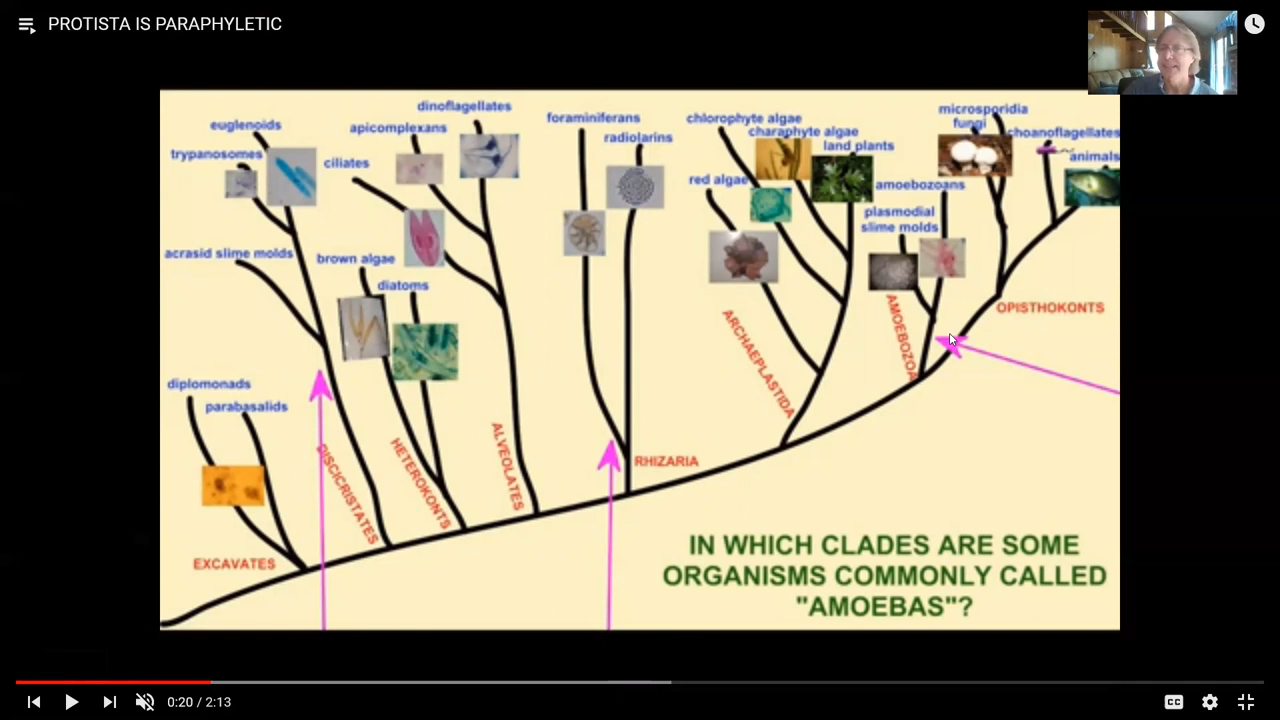 PROTISTA IS PARAPHYLETIC
dinoflagellates
foraminiferans
microsporidia
euglenoids
apicomplexans
radiolarins
chlorophyte algae
charaphyte algae
fungi
choanoflagellates
trypanosomes
ciliates
land plants
animals
red algae
amoebozoans
plasmodial
slime molds
acrasid slime molds
brown algae
diatoms
OPISTHOKONTS
ARCHAEPLASTIDA
AMOEBOZOA
diplomonads
parabasalids
DISCICRISTATES
HETEROKONTS
ALVEOLATES
RHIZARIA
EXCAVATES
IN WHICH CLADES ARE SOME
ORGANISMS COMMONLY CALLED
"AMOEBAS"?
0:20 / 2:13
CC